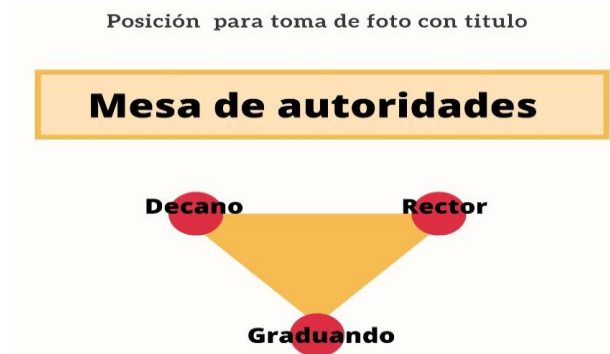 Posición para toma de foto con titulo
Mesa de autoridades
Decano Rector
Graduando